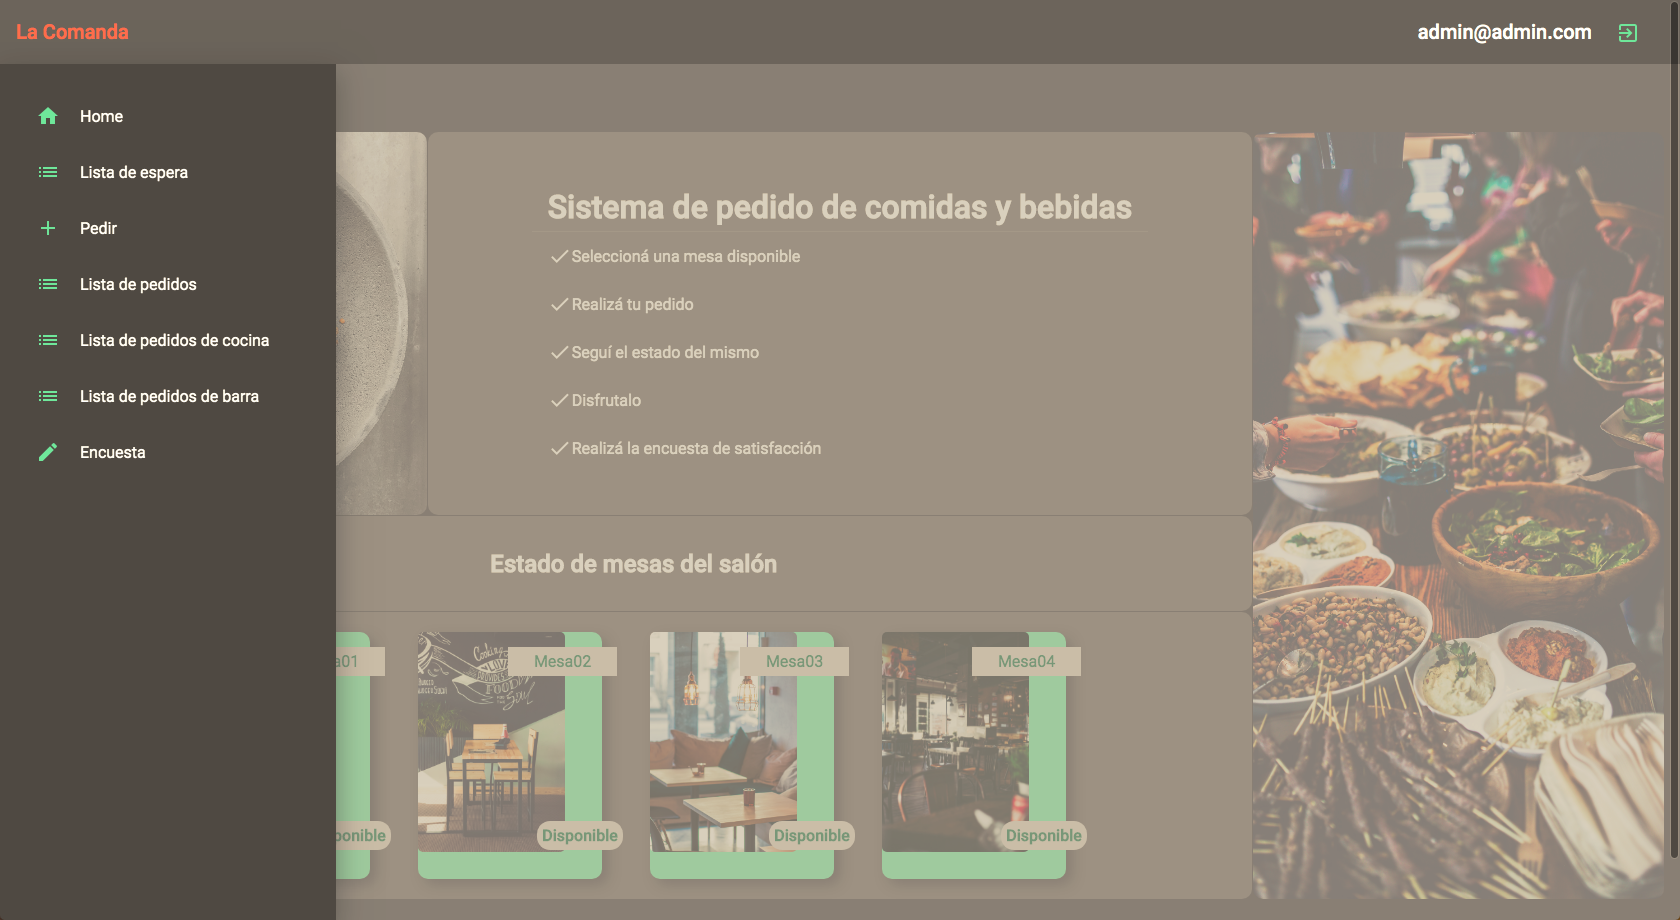 La Comanda
admin@admin.com
Home
Lista de espera
Pedir
Lista de pedidos
Lista de pedidos de cocina
Lista de pedidos de barra
Encuesta
Sistema de pedido de comidas y bebidas
Seleccioná una mesa disponible
Realizá tu pedido
Seguí el estado del mismo
Disfrutalo
Realizá la encuesta de satisfacción
Estado de mesas del salón
a01
Mesa02
Mesa03
Mesa04
Cooking
LOVE
FOOD
ponible
Disponible
Disponible
Disponible